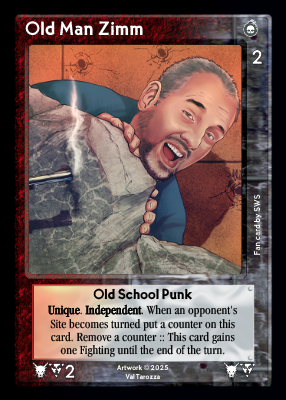 Old Man Zimm
2
Fan card by SWS
Old School Punk
Unique. Independent. When an opponent's
Site becomes turned put a counter on this
card. Remove a counter :: This card gains
one Fighting until the end of the turn.
2
Artwork © 2025
Val Tarozza